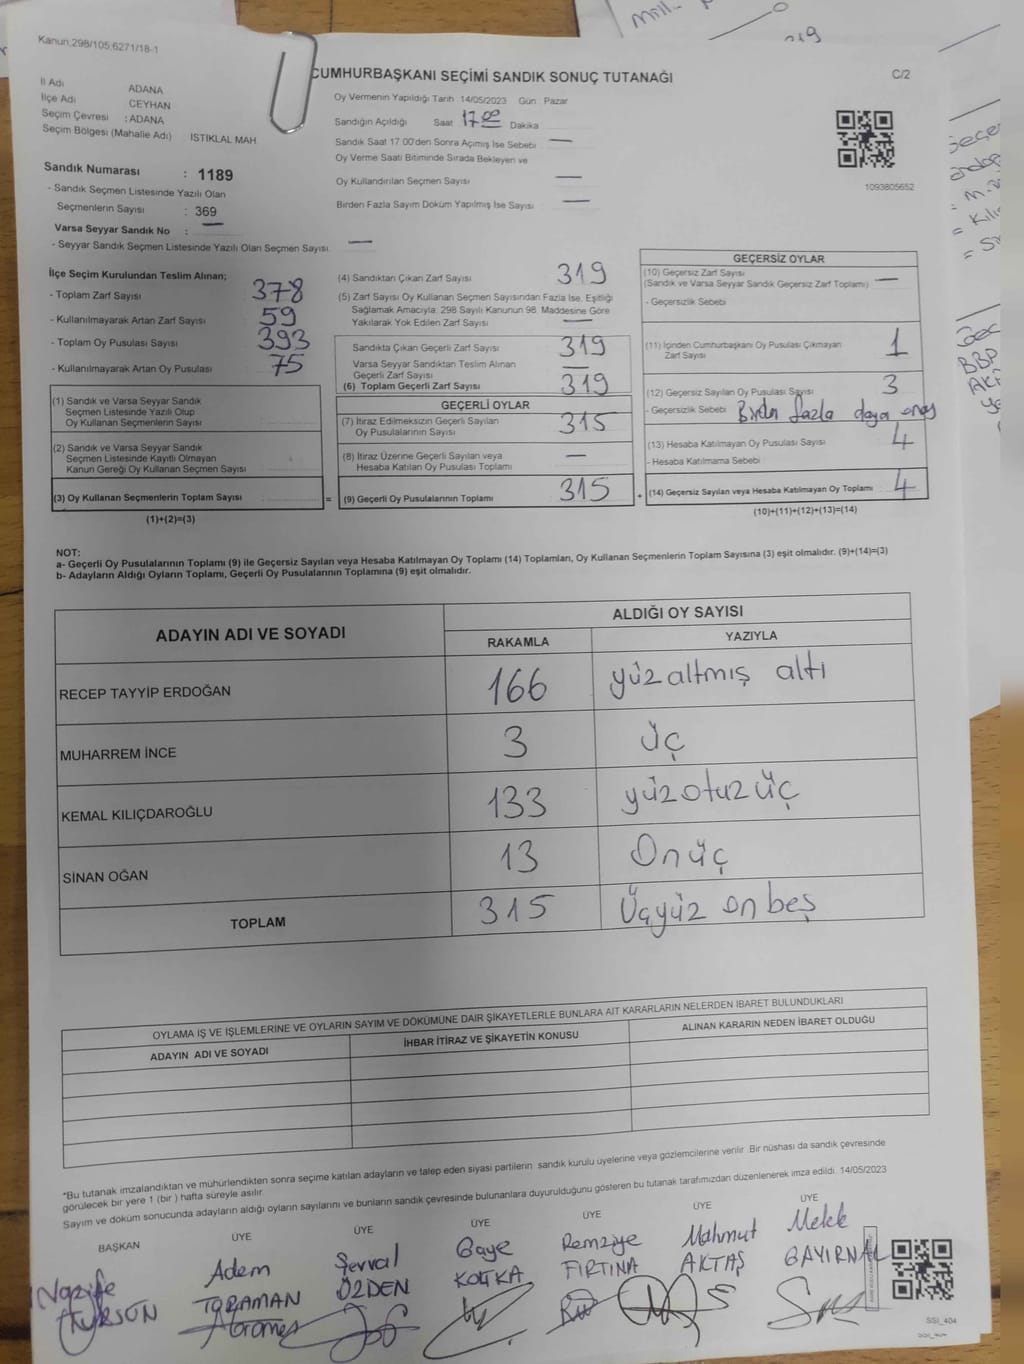 Kanun:298/105,6271/18-1
CUMHURBAŞKANI SEÇİMİ SANDIK SONUÇ TUTANAĞI
C/2
İl Adı ADANA
İlçe Adı CEYHAN
Seçim Çevresi : ADANA
Seçim Bölgesi (Mahalle Adı) : ISTIKLAL MAH
Oy Vermenin Yapıldığı Tarih :14/05/2023 Gün : Pazar
Sandığın Açıldığı Saat 17.00 Dakika
Sandık Saat 17.00'den Sonra Açımış İse Sebebi —
Oy Verme Saati Bitiminde Sırada Bekleyen ve
Oy Kullandırılan Seçmen Sayısı —
Birden Fazla Sayım Döküm Yapılmış İse Sayısı —
1093805652
Sandık Numarası : 1189
- Sandık Seçmen Listesinde Yazılı Olan
Seçmenlerin Sayısı : 369
Varsa Seyyar Sandık No : —
- Seyyar Sandık Seçmen Listesinde Yazılı Olan Seçmen Sayısı —
İlçe Seçim Kurulundan Teslim Alınan;
- Toplam Zarf Sayısı 378
- Kullanılmayarak Artan Zarf Sayısı 59
- Toplam Oy Pusulası Sayısı 393
- Kullanılmayarak Artan Oy Pusulası 75
(1) Sandık ve Varsa Seyyar Sandık
Seçmen Listesinde Yazılı Olup
Oy Kullanan Seçmenlerin Sayısı
(2) Sandık ve Varsa Seyyar Sandık
Seçmen Listesinde Kayıtlı Olmayan
Kanun Gereği Oy Kullanan Seçmen Sayısı
(3) Oy Kullanan Seçmenlerin Toplam Sayısı =
(1)+(2)=(3)
(4) Sandıktan Çıkan Zarf Sayısı 319
(5) Zarf Sayısı Oy Kullanan Seçmen Sayısından Fazla İse, Eşitliği
Sağlamak Amacıyla; 298 Sayılı Kanunun 98. Maddesine Göre
Yakılarak Yok Edilen Zarf Sayısı —
Sandıkta Çıkan Geçerli Zarf Sayısı 319
Varsa Seyyar Sandıktan Teslim Alınan
Geçerli Zarf Sayısı —
(6) Toplam Geçerli Zarf Sayısı 319
GEÇERLİ OYLAR
(7) İtiraz Edilmeksizin Geçerli Sayılan
Oy Pusulalarının Sayısı 315
(8) İtiraz Üzerine Geçerli Sayılan veya
Hesaba Katılan Oy Pusulası Toplamı —
(9) Geçerli Oy Pusulalarının Toplamı 315 +
GEÇERSİZ OYLAR
(10) Geçersiz Zarf Sayısı
(Sandık ve Varsa Seyyar Sandık Geçersiz Zarf Toplamı) —
- Geçersizlik Sebebi
(11) İçinden Cumhurbaşkanı Oy Pusulası Çıkmayan
Zarf Sayısı 1
(12) Geçersiz Sayılan Oy Pusulası Sayısı 3
- Geçersizlik Sebebi Birden fazla
(13) Hesaba Katılmayan Oy Pusulası Sayısı 4
- Hesaba Katılmama Sebebi
(14) Geçersiz Sayılan veya Hesaba Katılmayan Oy Toplamı 4
(10)+(11)+(12)+(13)=(14)
NOT:
a- Geçerli Oy Pusulalarının Toplamı (9) ile Geçersiz Sayılan veya Hesaba Katılmayan Oy Toplamı (14) Toplamları, Oy Kullanan Seçmenlerin Toplam Sayısına (3) eşit olmalıdır. (9)+(14)=(3)
b- Adayların Aldığı Oyların Toplamı, Geçerli Oy Pusulalarının Toplamına (9) eşit olmalıdır.
ADAYIN ADI VE SOYADI
ALDIĞI OY SAYISI
RAKAMLA YAZIYLA
RECEP TAYYİP ERDOĞAN 166 yüzaltmış altı
MUHARREM İNCE 3 üç
KEMAL KILIÇDAROĞLU 133 yüzotuzüç
SİNAN OĞAN 13 Onüç
TOPLAM 315 Üçyüz onbeş
OYLAMA İŞ VE İŞLEMLERİNE VE OYLARIN SAYIM VE DÖKÜMÜNE DAİR ŞİKAYETLERLE BUNLARA AİT KARARLARIN NELERDEN İBARET BULUNDUKLARI
ADAYIN ADI VE SOYADI İHBAR İTİRAZ VE ŞİKAYETİN KONUSU ALINAN KARARIN NEDEN İBARET OLDUĞU
*Bu tutanak imzalandıktan ve mühürlendikten sonra seçime katılan adayların ve talep eden siyasi partilerin sandık kurulu üyelerine veya gözlemcilerine verilir. Bir nüshası da sandık çevresinde
görülecek bir yere 1 (bir) hafta süreyle asılır.
Sayım ve döküm sonucunda adayların aldığı oyların sayılarını ve bunların sandık çevresinde bulunanlara duyurulduğunu gösteren bu tutanak tarafımızdan düzenlenerek imza edildi. 14/05/2023
BAŞKAN ÜYE ÜYE ÜYE ÜYE ÜYE ÜYE
Nazife Adem Şevval Gaye Remziye Mahmut Melek
TORAMAN ÖZDEN FIRTINA AKTAŞ
SSI_404